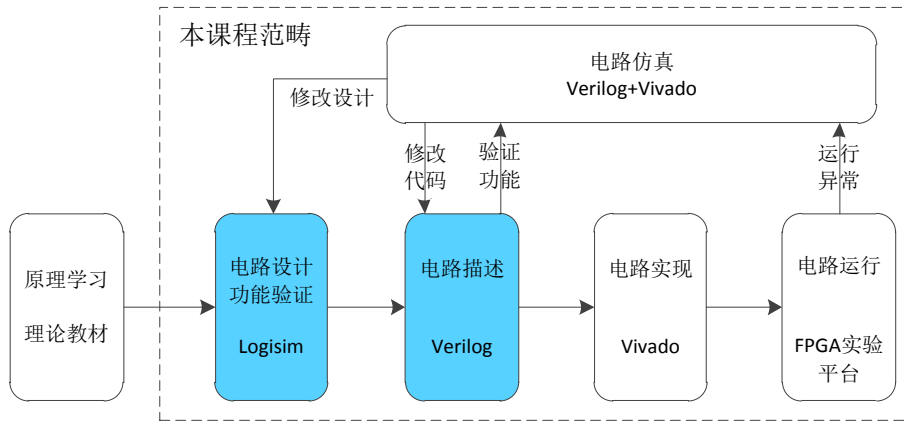 本课程范畴
电路仿真
Verilog+Vivado
修改设计
修改
代码
验证
功能
运行
异常
原理学习
理论教材
电路设计
功能验证
Logisim
电路描述
Verilog
电路实现
Vivado
电路运行
FPGA实验
平台